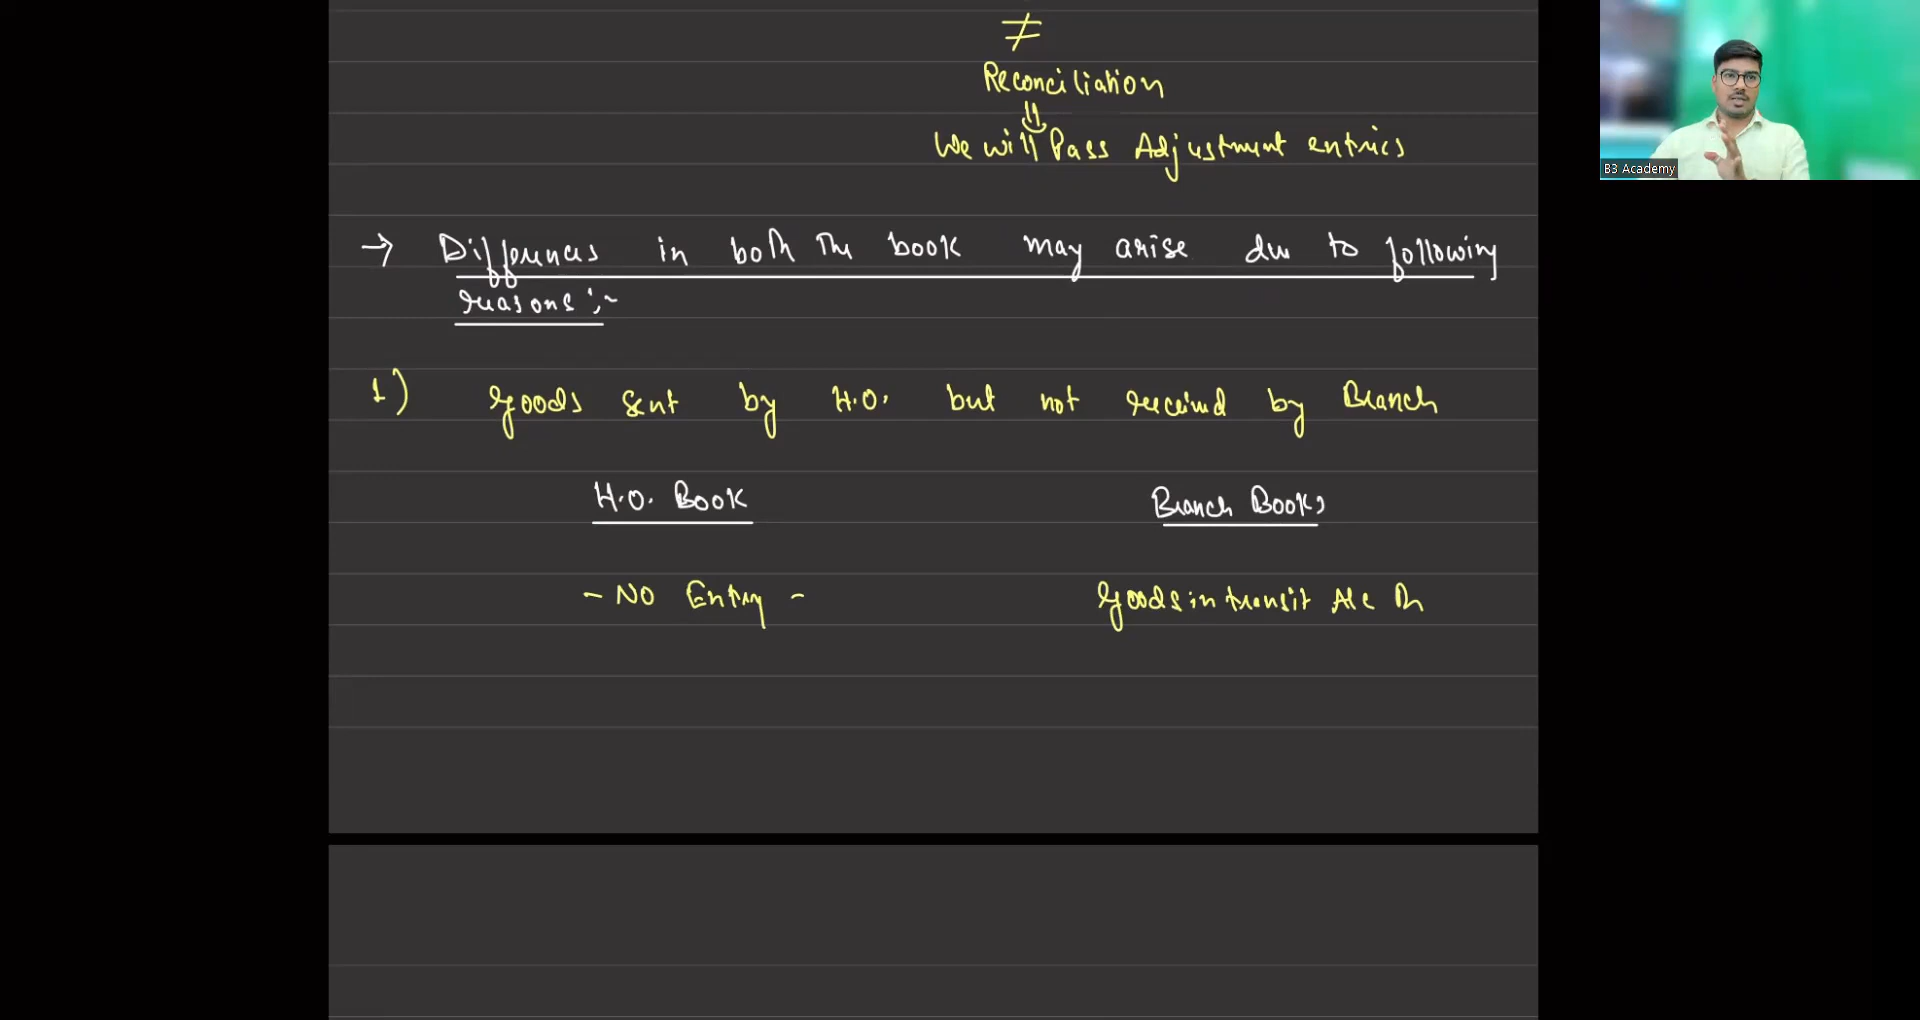 ≠
Reconciliation
⇓
We will Pass Adjustment entries
B3 Academy
→ Differences in both the book may arise due to following
reasons :-
1) Goods sent by H.O. but not received by Branch
H.O. Book Branch Books
- NO Entry - Goods in transit A/c Dr